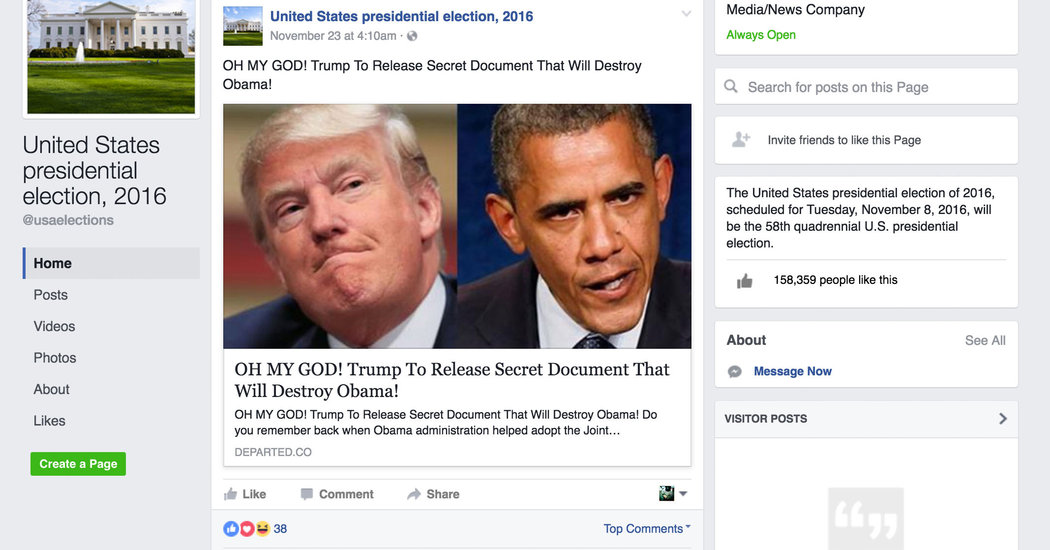 United States
presidential
election, 2016
@usaelections
Home
Posts
Videos
Photos
About
Likes
Create a Page
United States presidential election, 2016
November 23 at 4:10am ·
OH MY GOD! Trump To Release Secret Document That Will Destroy
Obama!
OH MY GOD! Trump To Release Secret Document That
Will Destroy Obama!
OH MY GOD! Trump To Release Secret Document That Will Destroy Obama! Do
you remember back when Obama administration helped adopt the Joint…
DEPARTED.CO
Like Comment Share
38 Top Comments
Media/News Company
Always Open
Search for posts on this Page
Invite friends to like this Page
The United States presidential election of 2016,
scheduled for Tuesday, November 8, 2016, will
be the 58th quadrennial U.S. presidential
election.
158,359 people like this
About See All
Message Now
VISITOR POSTS